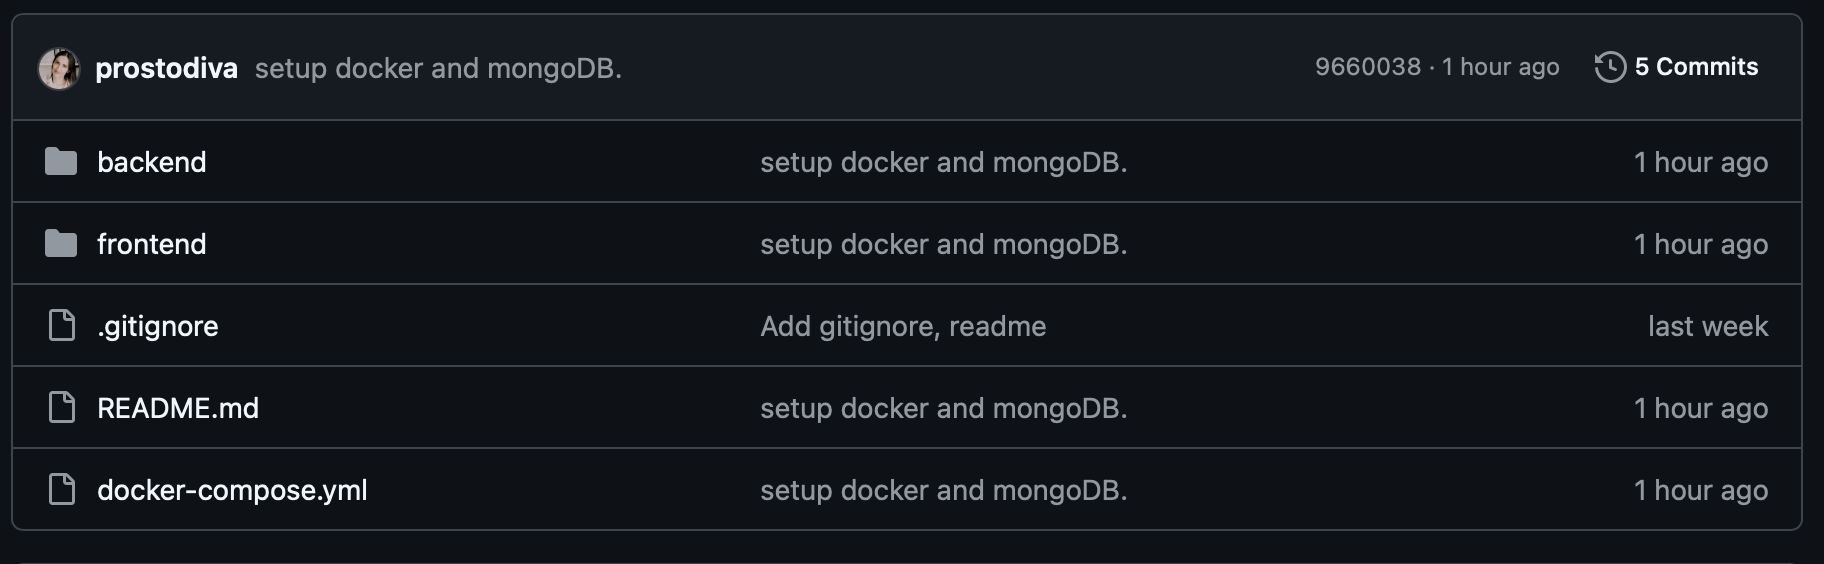 prostodiva setup docker and mongoDB. 9660038 · 1 hour ago 5 Commits
backend setup docker and mongoDB. 1 hour ago
frontend setup docker and mongoDB. 1 hour ago
.gitignore Add gitignore, readme last week
README.md setup docker and mongoDB. 1 hour ago
docker-compose.yml setup docker and mongoDB. 1 hour ago